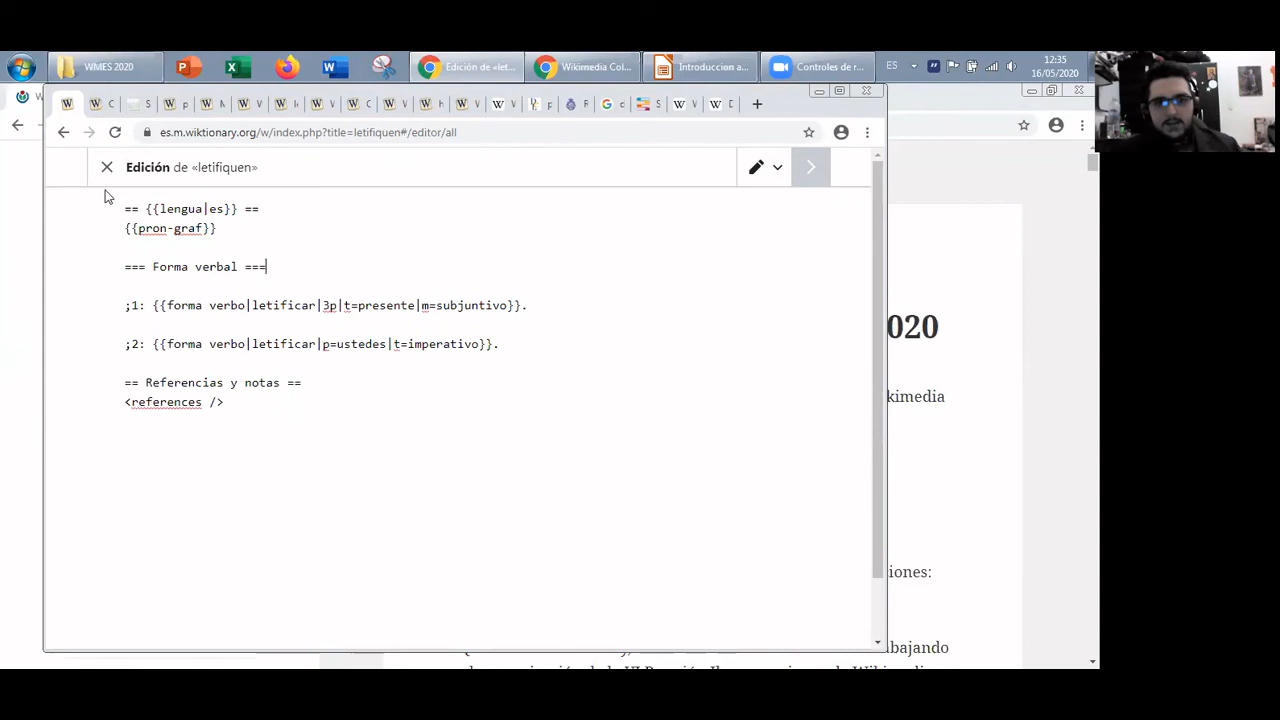 WMES 2020
Edición de «let...
Wikimedia Col...
Introduccion a...
Controles de r...
ES
12:35
16/05/2020
es.m.wiktionary.org/w/index.php?title=letifiquen#/editor/all
Edición de «letifiquen»
== {{lengua|es}} ==
{{pron-graf}}
=== Forma verbal ===
;1: {{forma verbo|letificar|3p|t=presente|m=subjuntivo}}.
;2: {{forma verbo|letificar|p=ustedes|t=imperativo}}.
== Referencias y notas ==
<references />
020
kimedia
iones:
bajando